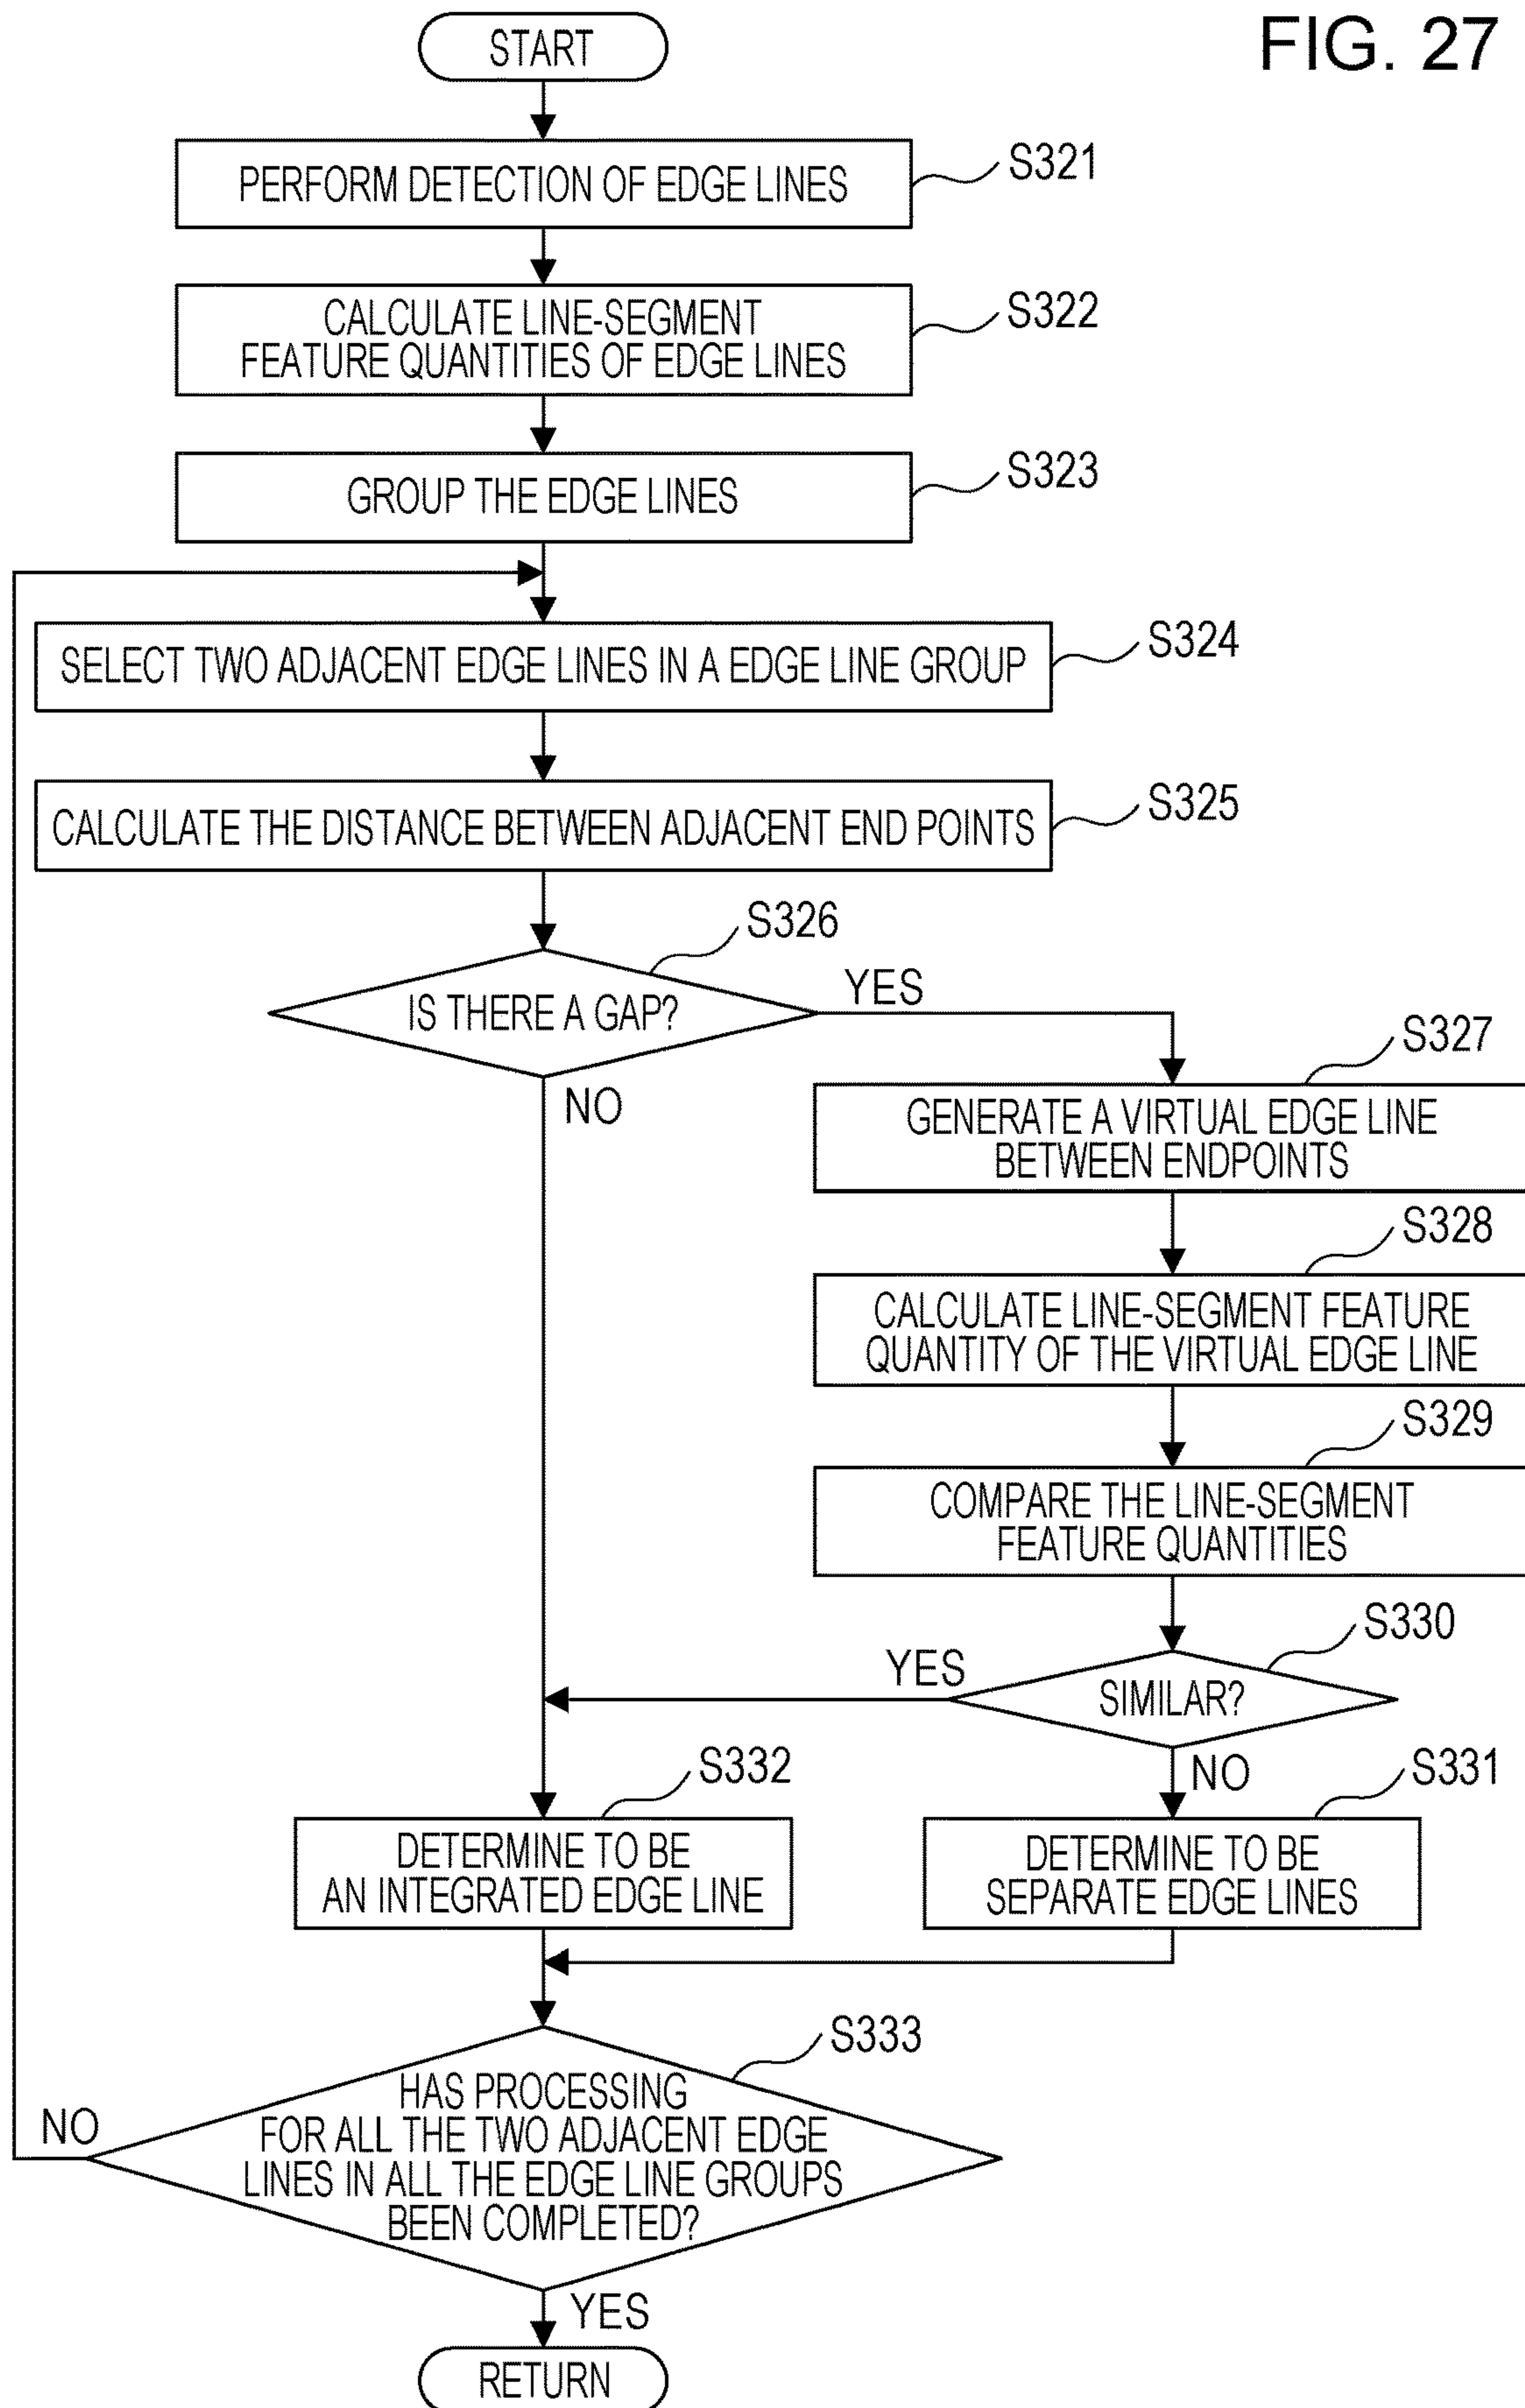 FIG. 27
START
PERFORM DETECTION OF EDGE LINES
S321
CALCULATE LINE-SEGMENT
FEATURE QUANTITIES OF EDGE LINES
S322
GROUP THE EDGE LINES
S323
SELECT TWO ADJACENT EDGE LINES IN A EDGE LINE GROUP
S324
CALCULATE THE DISTANCE BETWEEN ADJACENT END POINTS
S325
S326
IS THERE A GAP?
YES
NO
S327
GENERATE A VIRTUAL EDGE LINE
BETWEEN ENDPOINTS
S328
CALCULATE LINE-SEGMENT FEATURE
QUANTITY OF THE VIRTUAL EDGE LINE
S329
COMPARE THE LINE-SEGMENT
FEATURE QUANTITIES
S330
SIMILAR?
YES
NO
S332
DETERMINE TO BE
AN INTEGRATED EDGE LINE
S331
DETERMINE TO BE
SEPARATE EDGE LINES
S333
HAS PROCESSING
FOR ALL THE TWO ADJACENT EDGE
LINES IN ALL THE EDGE LINE GROUPS
BEEN COMPLETED?
NO
YES
RETURN